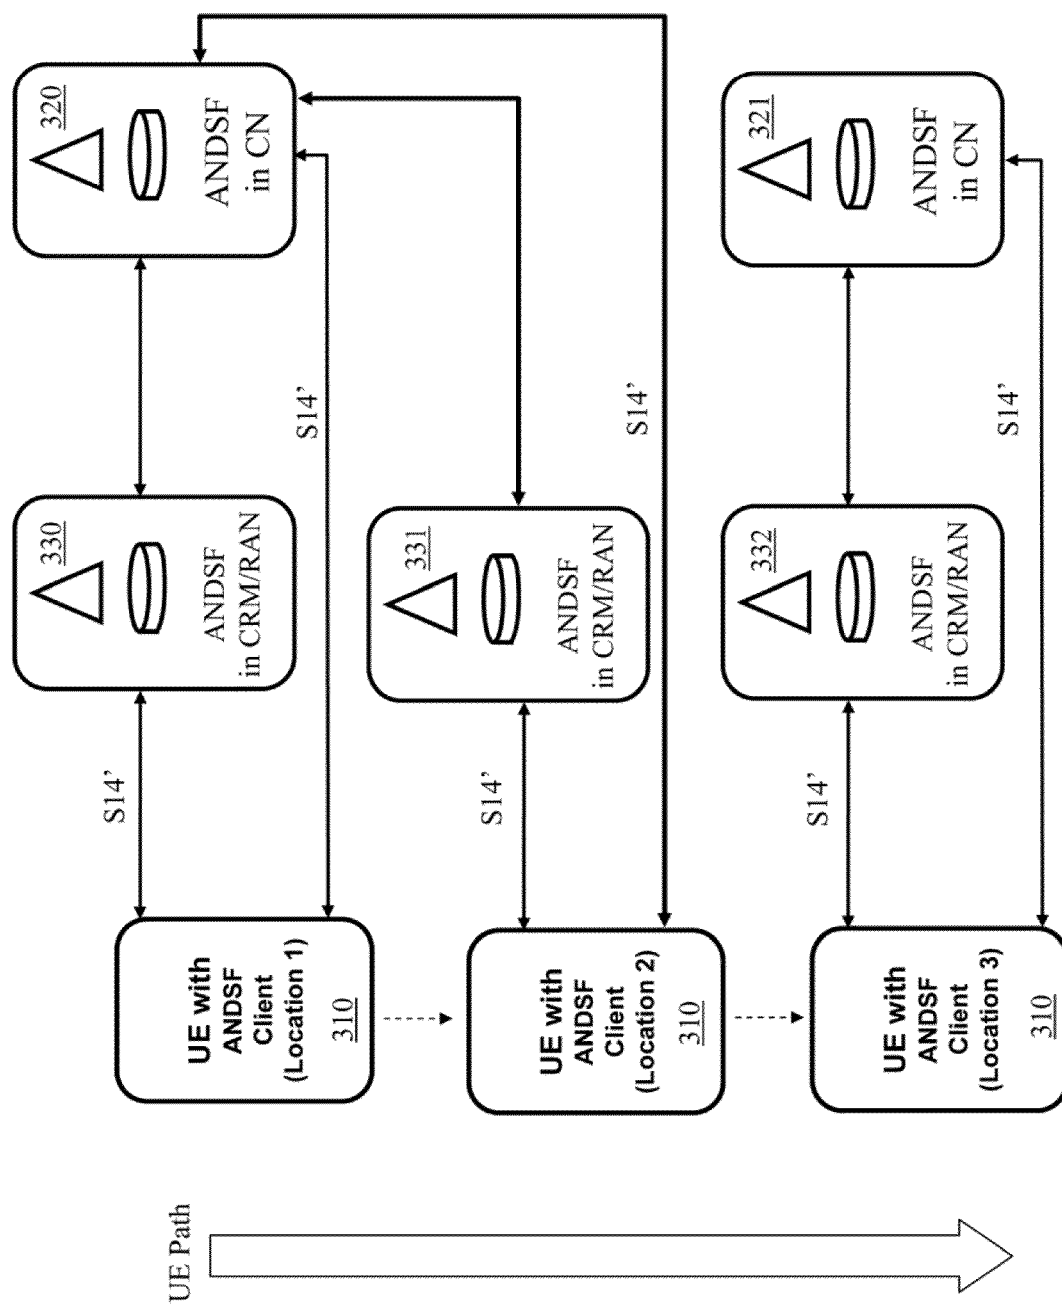 UE Path
UE with
ANDSF
Client
(Location 1)
310
S14’
330
ANDSF
in CRM/RAN
S14’
320
ANDSF
in CN
UE with
ANDSF
Client
(Location 2)
310
S14’
331
ANDSF
in CRM/RAN
S14’
UE with
ANDSF
Client
(Location 3)
310
S14’
332
ANDSF
in CRM/RAN
S14’
321
ANDSF
in CN